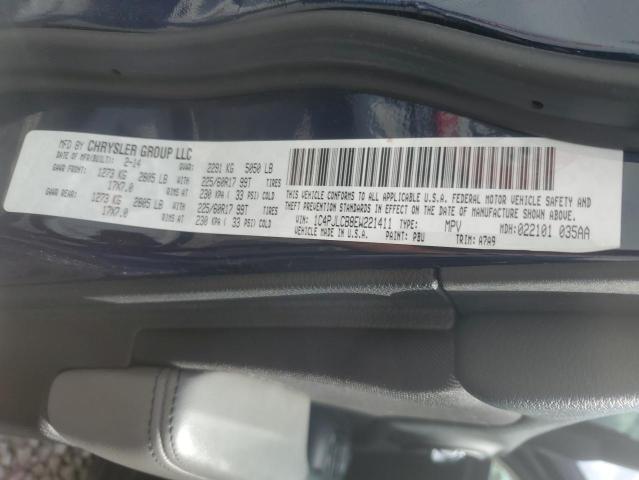 MFD BY CHRYSLER GROUP LLC
DATE OF MFR(BUILT): 2-14 GVWR: 2291 KG 5050 LB
GAWR FRONT: 1273 KG 2805 LB WITH 225/60R17 99T TIRES
17X7.0 RIMS AT 230 KPA ( 33 PSI) COLD
GAWR REAR: 1273 KG 2805 LB WITH 225/60R17 99T TIRES
17X7.0 RIMS AT 230 KPA ( 33 PSI) COLD
THIS VEHICLE CONFORMS TO ALL APPLICABLE U.S.A. FEDERAL MOTOR VEHICLE SAFETY
AND THEFT PREVENTION STANDARDS IN EFFECT ON THE DATE OF MANUFACTURE SHOWN ABOVE.
VIN: 1C4PJLCB8EW221411 TYPE: MPV MDH: 022101 035AA
VEHICLE MADE IN U.S.A. PAINT: PBU TRIM: A7A9